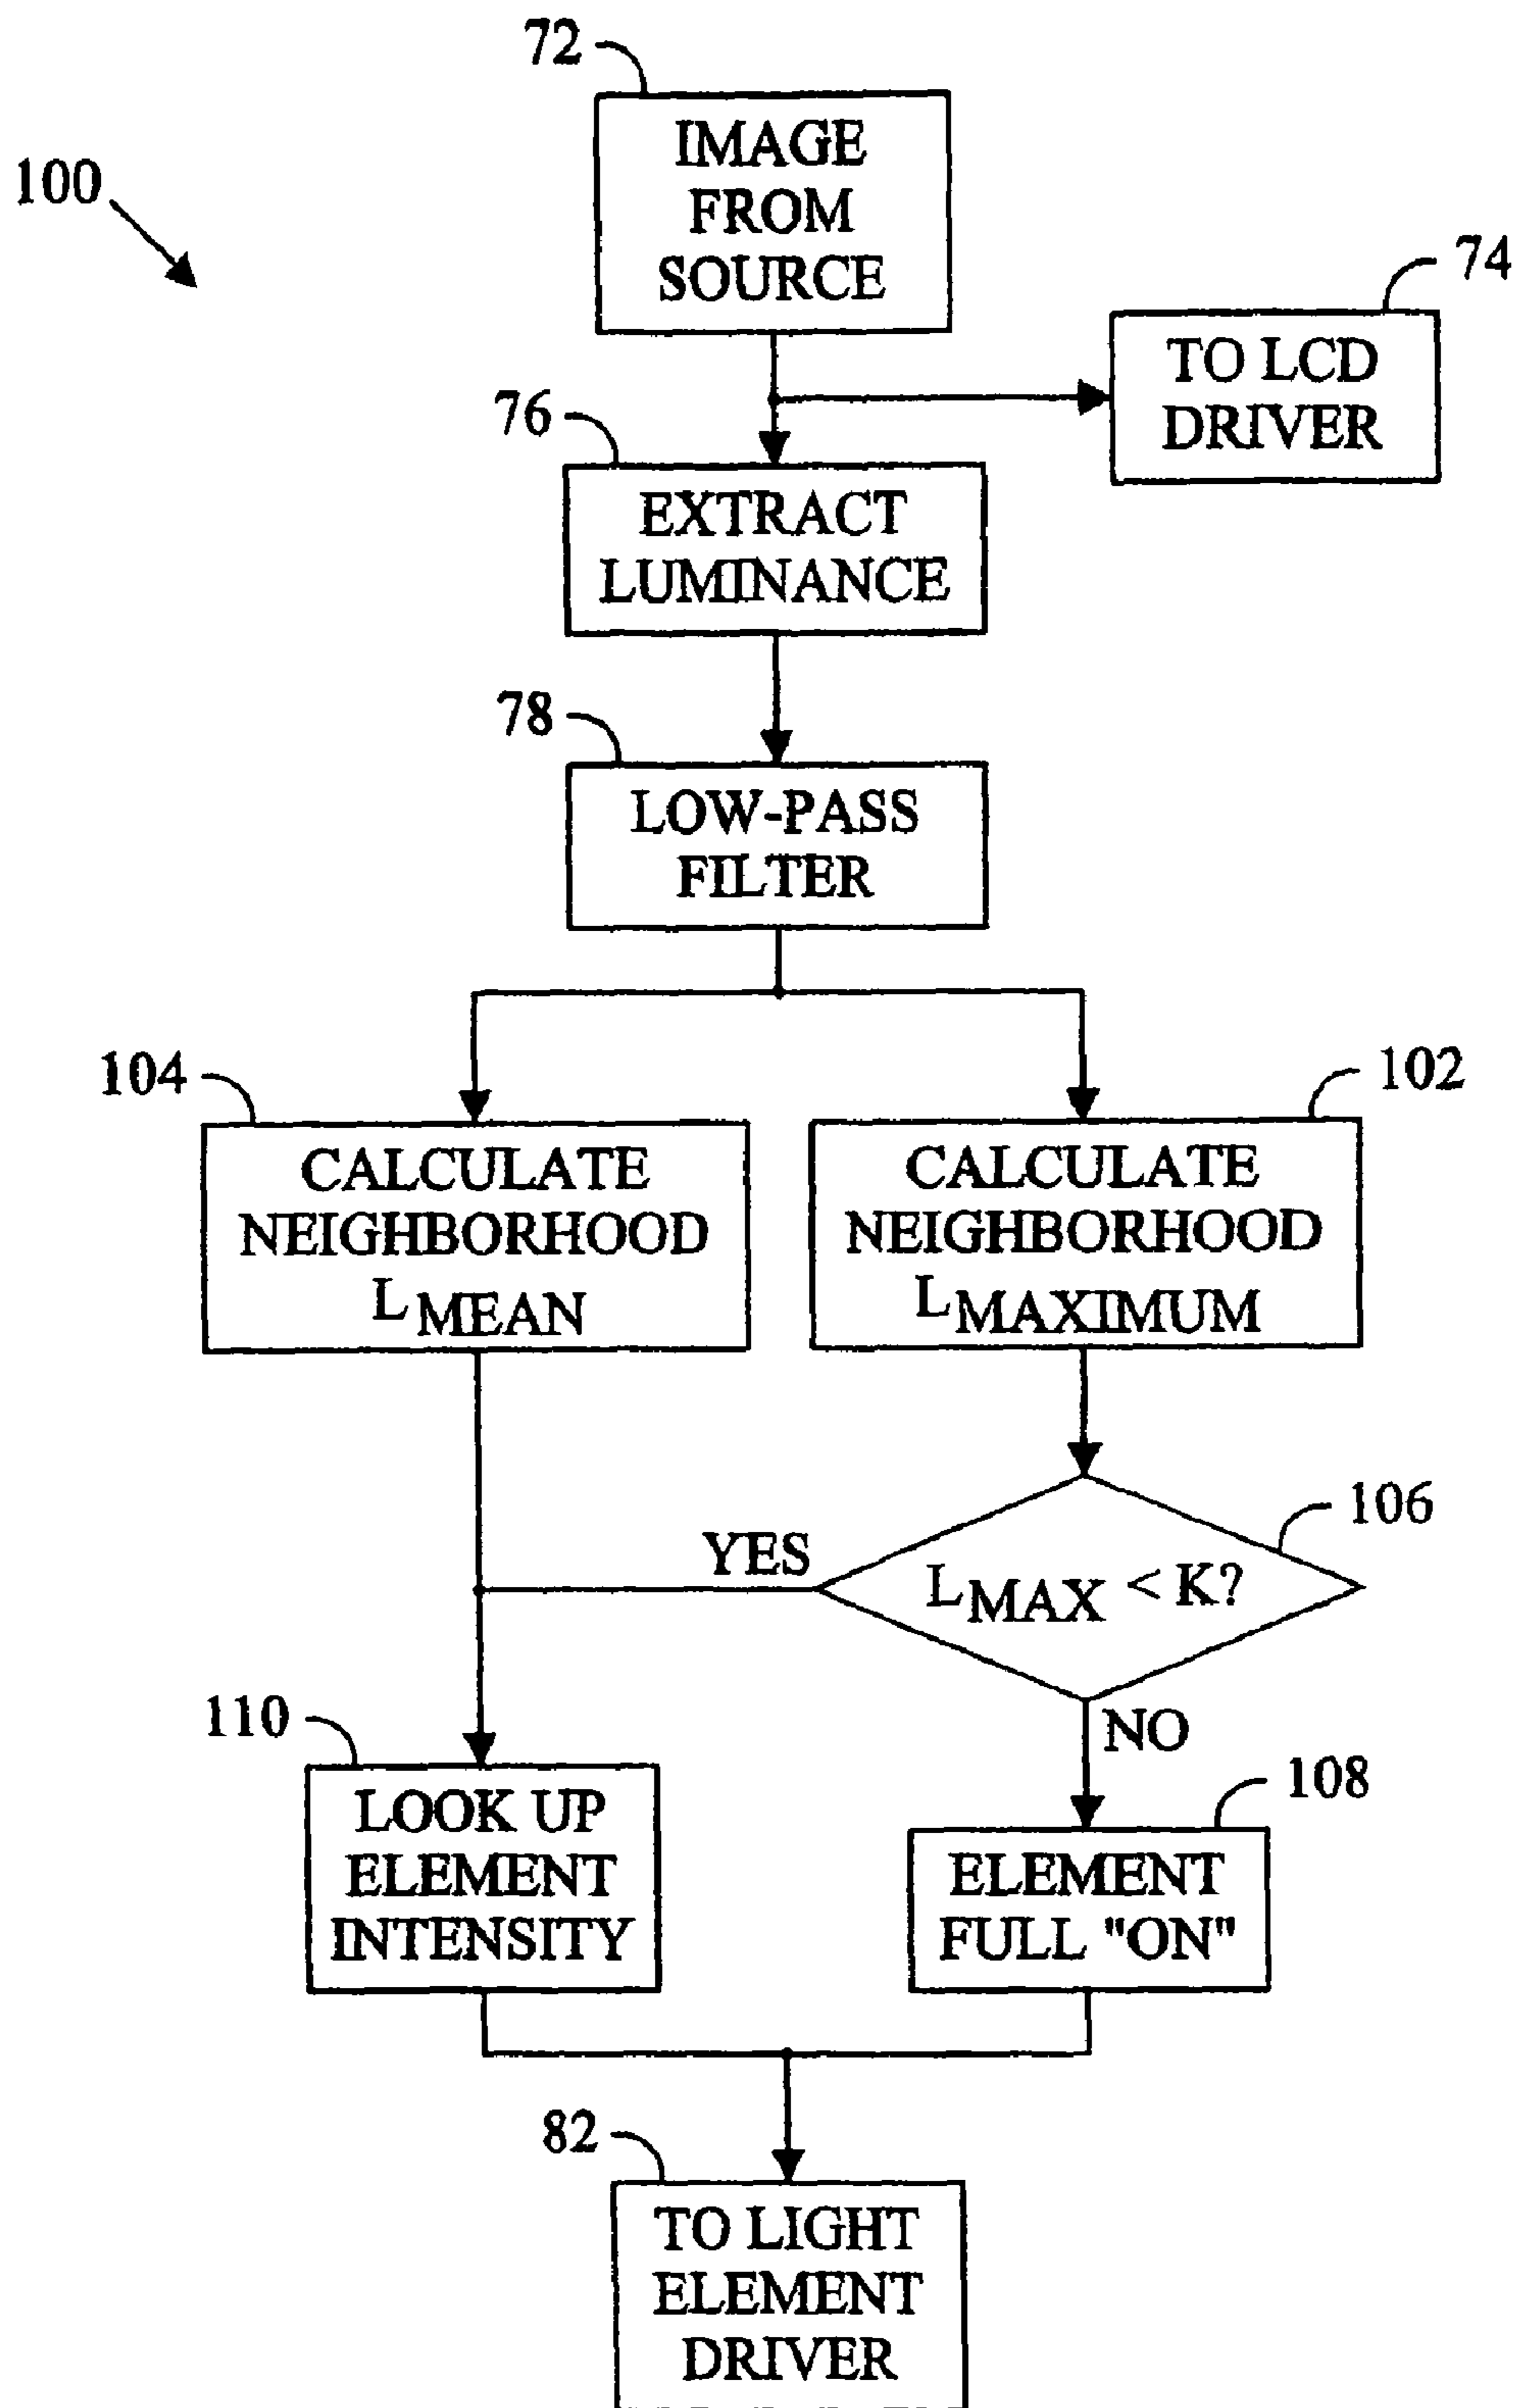 72
IMAGE
FROM
SOURCE
100
74
TO LCD
DRIVER
76
EXTRACT
LUMINANCE
78
LOW-PASS
FILTER
104
CALCULATE
NEIGHBORHOOD
LMEAN
102
CALCULATE
NEIGHBORHOOD
LMAXIMUM
106
YES
LMAX < K?
NO
110
LOOK UP
ELEMENT
INTENSITY
108
ELEMENT
FULL "ON"
82
TO LIGHT
ELEMENT
DRIVER